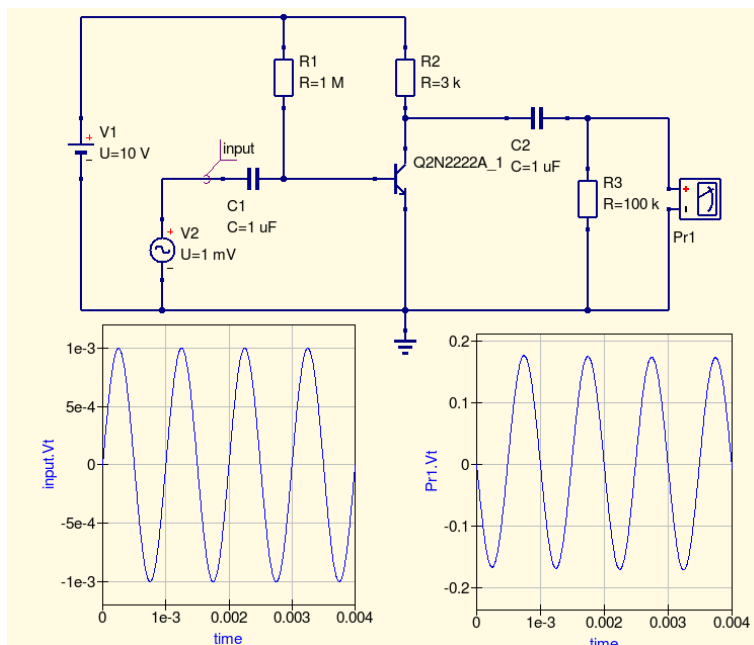 R1
R=1 M
R2
R=3 k
V1
U=10 V
input
C1
C=1 uF
Q2N2222A_1
C2
C=1 uF
R3
R=100 k
V2
U=1 mV
Pr1
input.Vt
1e-3
5e-4
0
-5e-4
-1e-3
0
1e-3
0.002
0.003
0.004
time
Pr1.Vt
0.2
0.1
0
-0.1
-0.2
0
1e-3
0.002
0.003
0.004
time